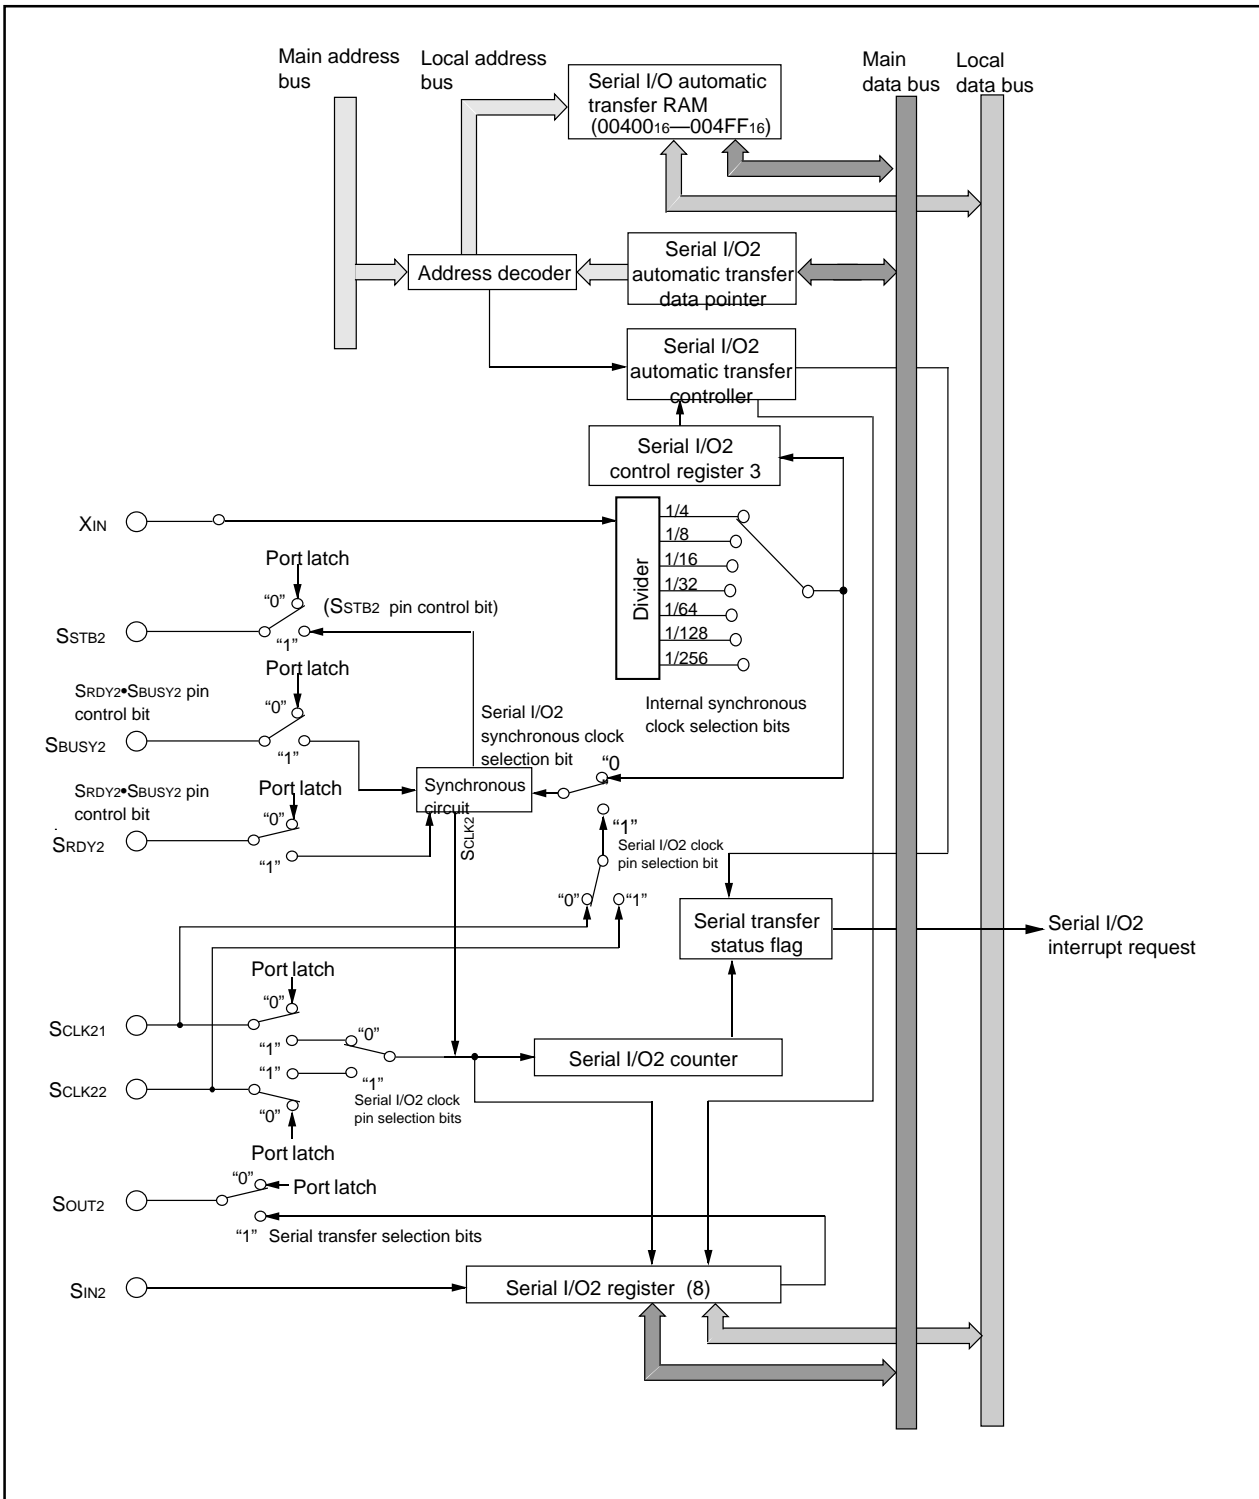 Main address
bus
Local address
bus
Serial I/O automatic
transfer RAM
(0040016—004FF16)
Main
data bus
Local
data bus
Address decoder
Serial I/O2
automatic transfer
data pointer
Serial I/O2
automatic transfer
controller
Serial I/O2
control register 3
XIN
Divider
1/4
1/8
1/16
1/32
1/64
1/128
1/256
Internal synchronous
clock selection bits
Port latch
“0”
(SSTB2 pin control bit)
SSTB2
“1”
Port latch
SRDY2•SBUSY2 pin
control bit
“0”
SBUSY2
“1”
Serial I/O2
synchronous clock
selection bit
“0
Synchronous
circuit
SRDY2•SBUSY2 pin
control bit
Port latch
“0”
SRDY2
“1”
SCLK2
“1”
Serial I/O2 clock
pin selection bit
“0”
“1”
Serial transfer
status flag
Serial I/O2
interrupt request
Port latch
“0”
SCLK21
“1”
“0”
Serial I/O2 counter
“1”
“1”
SCLK22
Serial I/O2 clock
pin selection bits
“0”
Port latch
“0”
Port latch
SOUT2
“1” Serial transfer selection bits
SIN2
Serial I/O2 register (8)